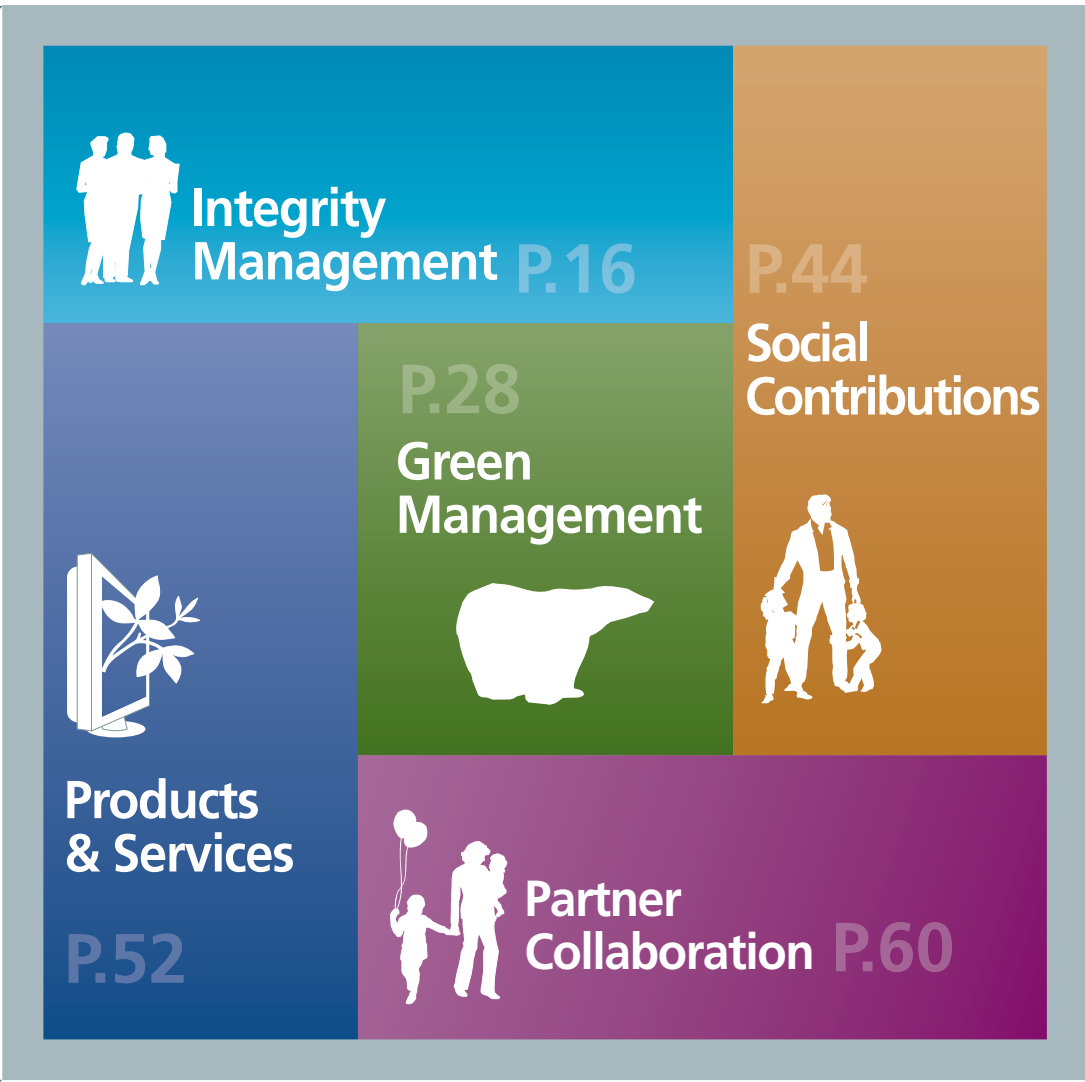 Integrity
Management P.16
P.44
Social
Contributions
P.28
Green
Management
Products
& Services
P.52
Partner
Collaboration P.60